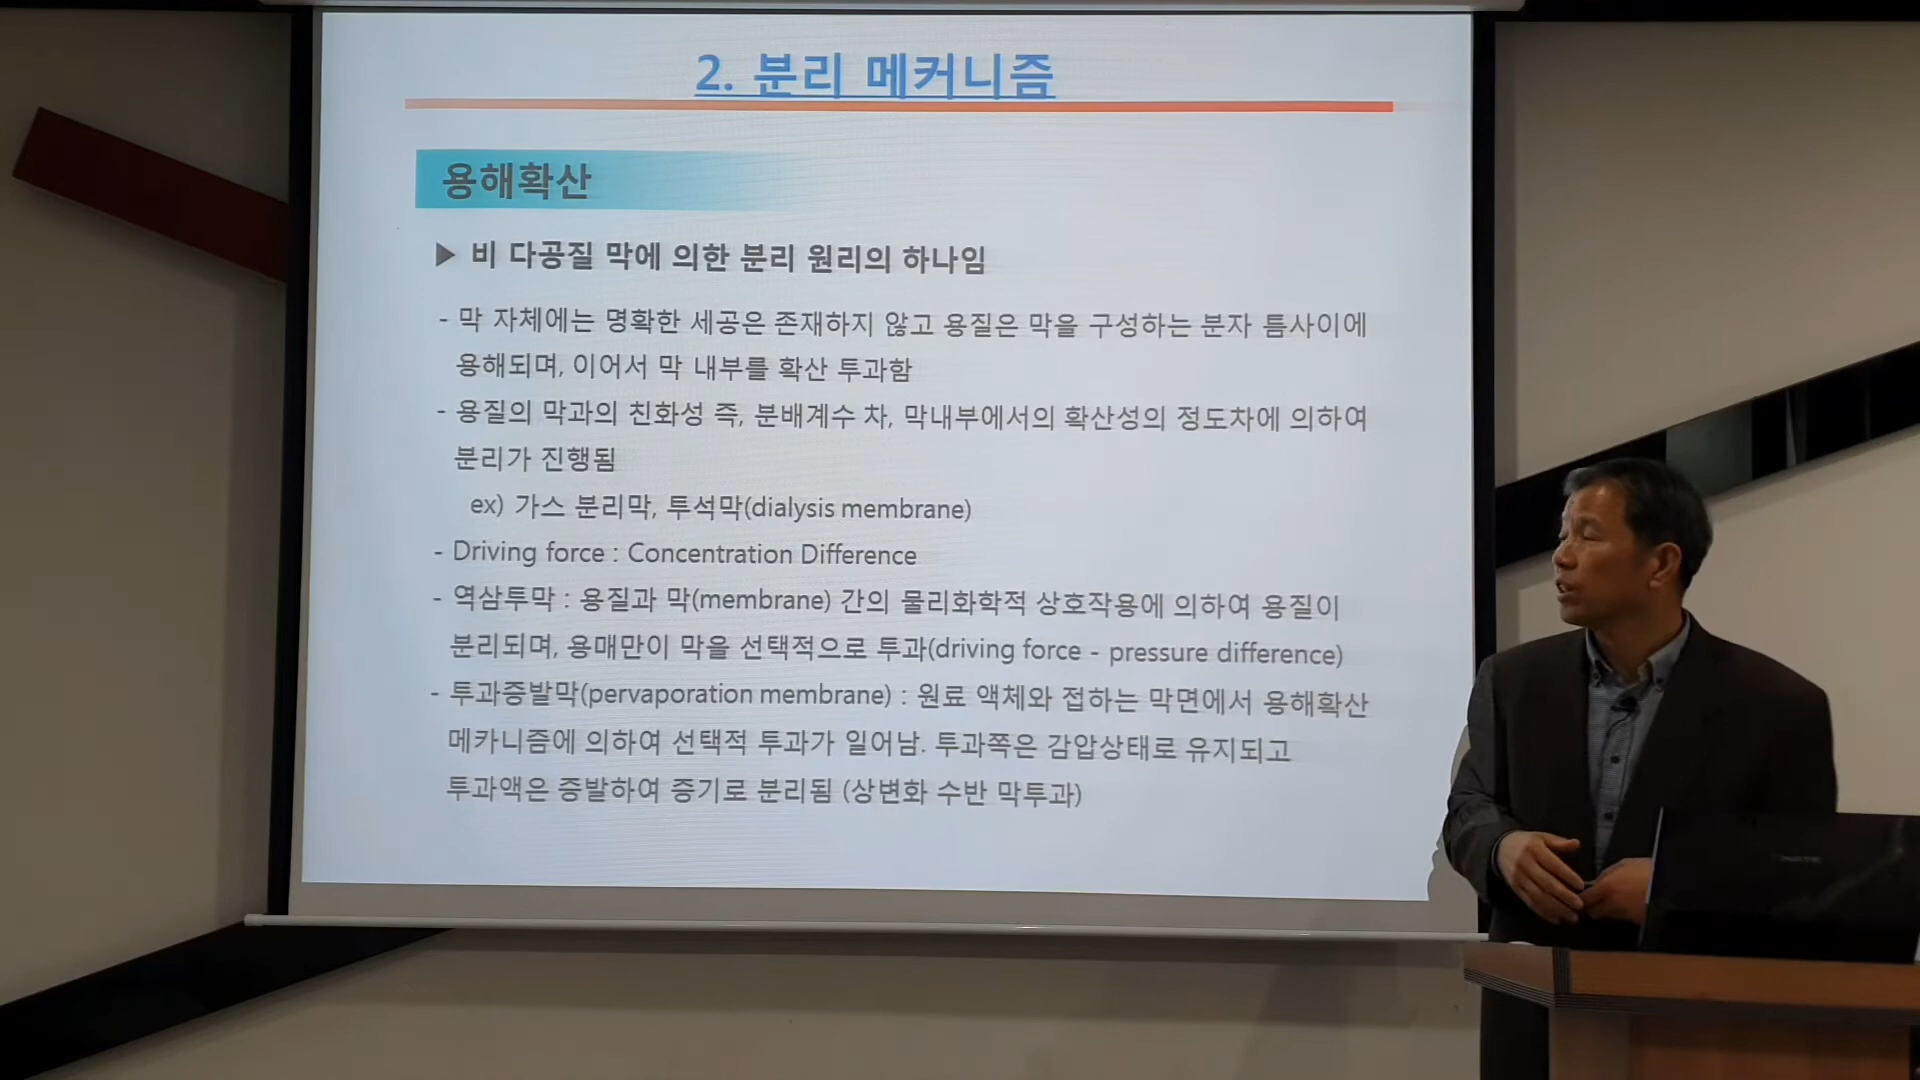 2. 분리 메커니즘
용해확산
▶ 비 다공질 막에 의한 분리 원리의 하나임
- 막 자체에는 명확한 세공은 존재하지 않고 용질은 막을 구성하는 분자 틈사이에
용해되며, 이어서 막 내부를 확산 투과함
- 용질의 막과의 친화성 즉, 분배계수 차, 막내부에서의 확산성의 정도차에 의하여
분리가 진행됨
ex) 가스 분리막, 투석막(dialysis membrane)
- Driving force : Concentration Difference
- 역삼투막 : 용질과 막(membrane) 간의 물리화학적 상호작용에 의하여 용질이
분리되며, 용매만이 막을 선택적으로 투과(driving force - pressure difference)
- 투과증발막(pervaporation membrane) : 원료 액체와 접하는 막면에서 용해확산
메카니즘에 의하여 선택적 투과가 일어남. 투과쪽은 감압상태로 유지되고
투과액은 증발하여 증기로 분리됨 (상변화 수반 막투과)